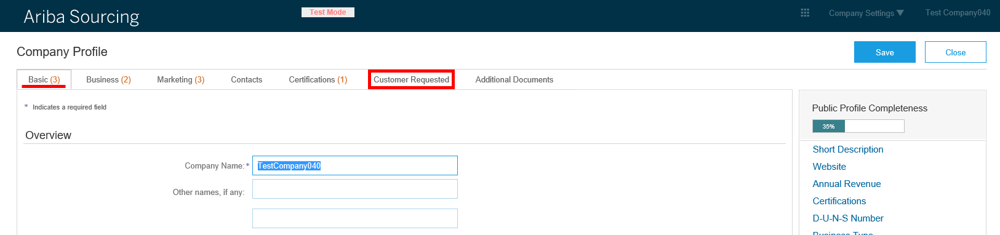 Ariba Sourcing
Test Mode
Company Settings
Test Company040
Company Profile
Save
Close
Basic (3)
Business (2)
Marketing (3)
Contacts
Certifications (1)
Customer Requested
Additional Documents
* Indicates a required field
Overview
Company Name:*
TestCompany040
Other names, if any:
Public Profile Completeness
35%
Short Description
Website
Annual Revenue
Certifications
D-U-N-S Number
Business Type